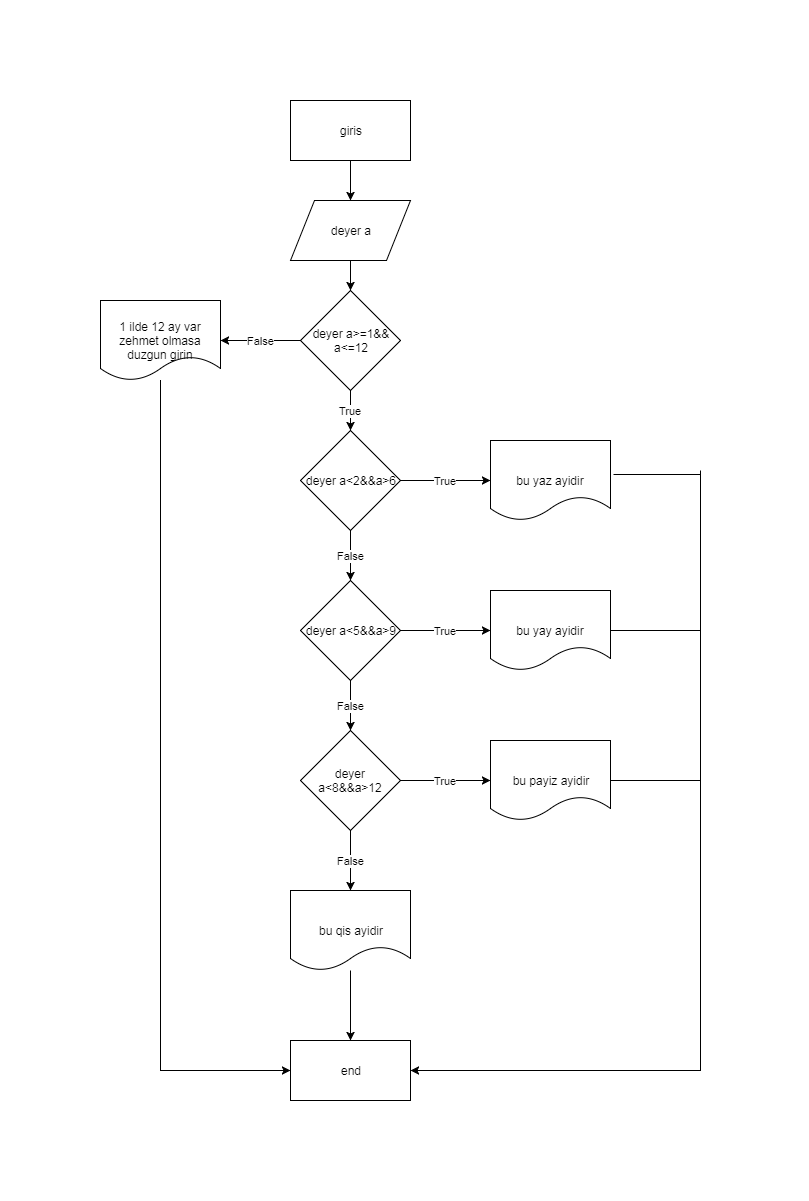 giris
deyer a
deyer a>=1&&
a<=12
False
1 ilde 12 ay var
zehmet olmasa
duzgun girin
True
deyer a<2&&a>6
True
bu yaz ayidir
False
deyer a<5&&a>9
True
bu yay ayidir
False
deyer
a<8&&a>12
True
bu payiz ayidir
False
bu qis ayidir
end